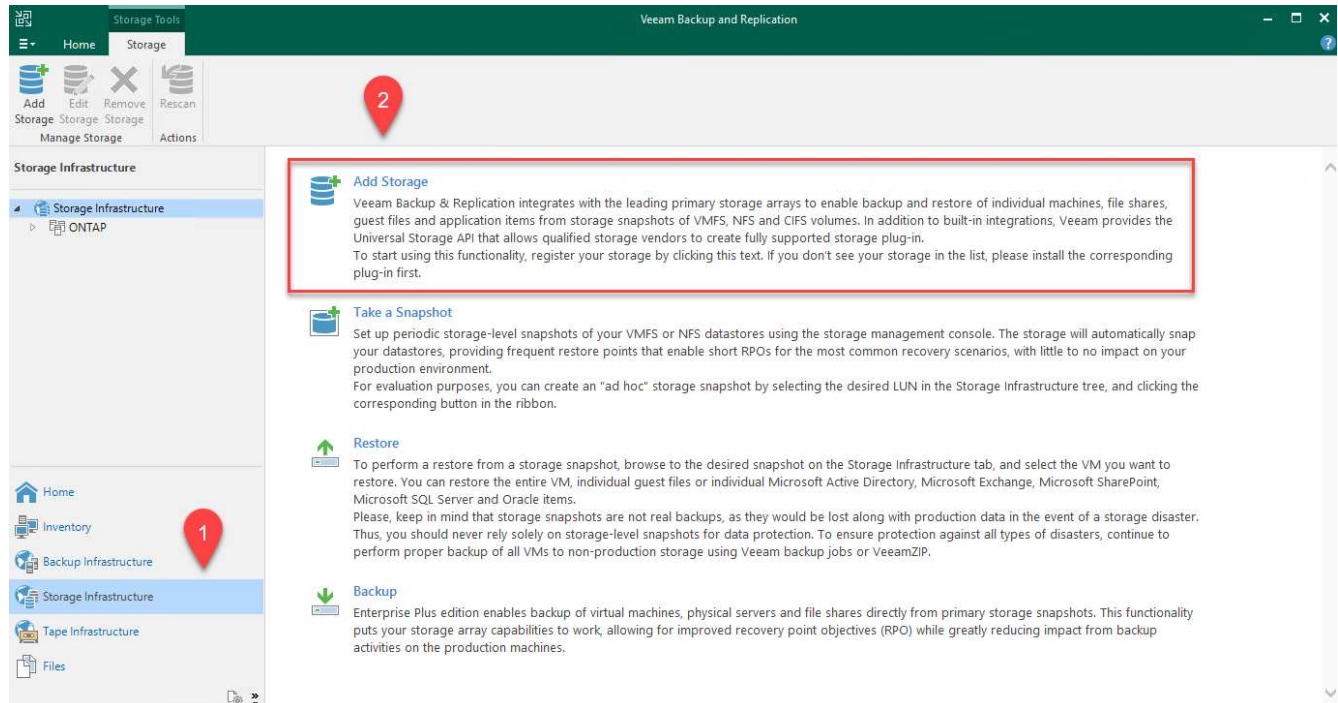 Storage Tools
Veeam Backup and Replication
Home
Storage
Add Storage
Edit Storage
Remove Storage
Rescan
Manage Storage
Actions
2
Storage Infrastructure
Storage Infrastructure
ONTAP
Add Storage
Veeam Backup & Replication integrates with the leading primary storage arrays to enable backup and restore of individual machines, file shares,
guest files and application items from storage snapshots of VMFS, NFS and CIFS volumes. In addition to built-in integrations, Veeam provides the
Universal Storage API that allows qualified storage vendors to create fully supported storage plug-in.
To start using this functionality, register your storage by clicking this text. If you don't see your storage in the list, please install the corresponding
plug-in first.
Take a Snapshot
Set up periodic storage-level snapshots of your VMFS or NFS datastores using the storage management console. The storage will automatically snap
your datastores, providing frequent restore points that enable short RPOs for the most common recovery scenarios, with little to no impact on your
production environment.
For evaluation purposes, you can create an "ad hoc" storage snapshot by selecting the desired LUN in the Storage Infrastructure tree, and clicking the
corresponding button in the ribbon.
Restore
To perform a restore from a storage snapshot, browse to the desired snapshot on the Storage Infrastructure tab, and select the VM you want to
restore. You can restore the entire VM, individual guest files or individual Microsoft Active Directory, Microsoft Exchange, Microsoft SharePoint,
Microsoft SQL Server and Oracle items.
Please, keep in mind that storage snapshots are not real backups, as they would be lost along with production data in the event of a storage disaster.
Thus, you should never rely solely on storage-level snapshots for data protection. To ensure protection against all types of disasters, continue to
perform proper backup of all VMs to non-production storage using Veeam backup jobs or VeeamZIP.
Backup
Enterprise Plus edition enables backup of virtual machines, physical servers and file shares directly from primary storage snapshots. This functionality
puts your storage array capabilities to work, allowing for improved recovery point objectives (RPO) while greatly reducing impact from backup
activities on the production machines.
Home
Inventory
1
Backup Infrastructure
Storage Infrastructure
Tape Infrastructure
Files